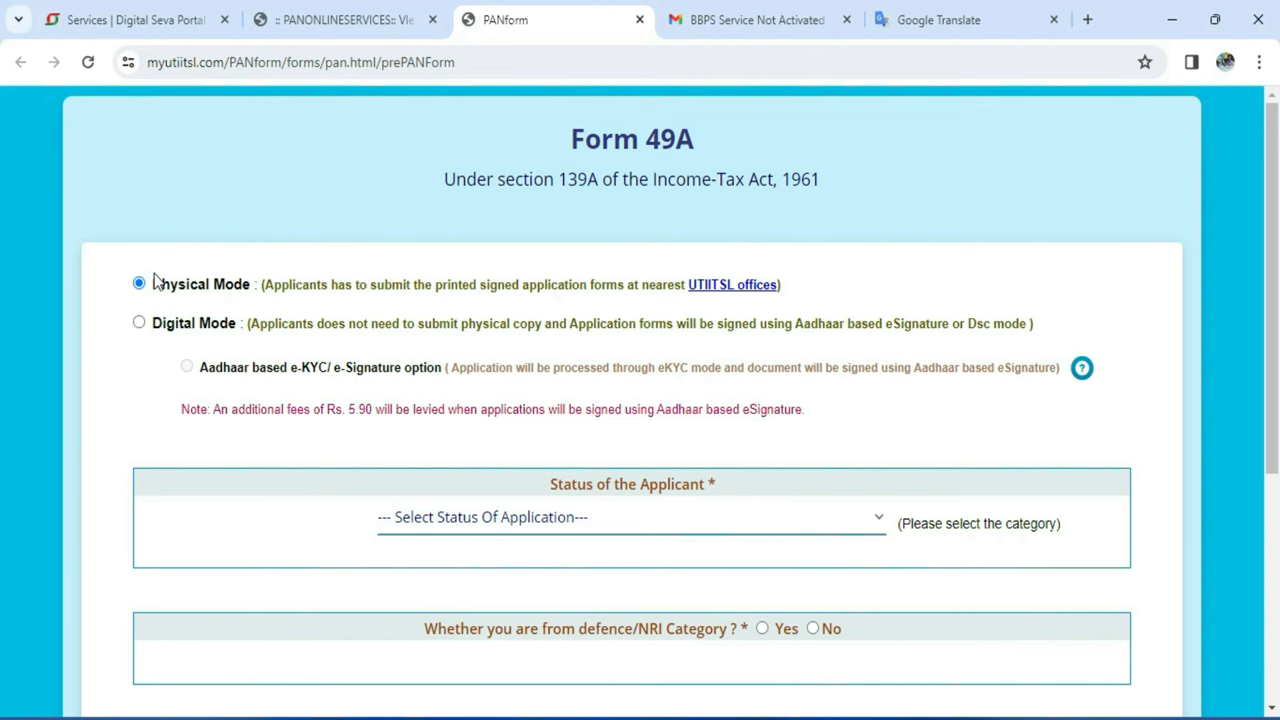 Services | Digital Seva Portal
:: PANONLINESERVICES:: Vie
PANform
BBPS Service Not Activated
Google Translate
myutiitsl.com/PANform/forms/pan.html/prePANForm
Form 49A
Under section 139A of the Income-Tax Act, 1961
Physical Mode : (Applicants has to submit the printed signed application forms at nearest UTIITSL offices)
Digital Mode : (Applicants does not need to submit physical copy and Application forms will be signed using Aadhaar based eSignature or Dsc mode )
Aadhaar based e-KYC/ e-Signature option ( Application will be processed through eKYC mode and document will be signed using Aadhaar based eSignature) ?
Note: An additional fees of Rs. 5.90 will be levied when applications will be signed using Aadhaar based eSignature.
Status of the Applicant *
--- Select Status Of Application---
(Please select the category)
Whether you are from defence/NRI Category ? * Yes No